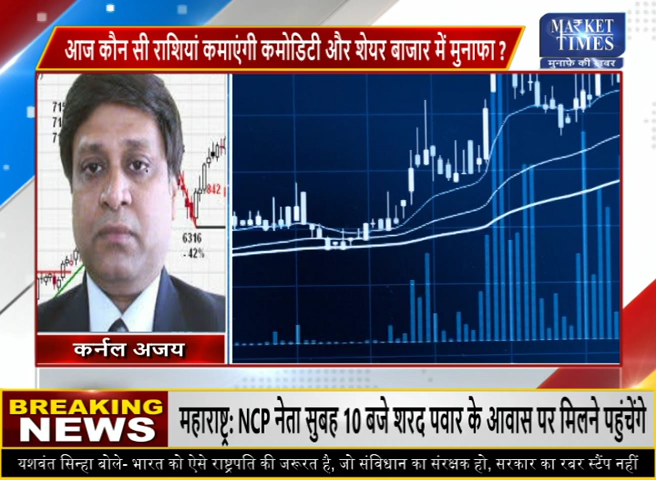 आज कौन सी राशियां कमाएंगी कमोडिटी और शेयर बाजार में मुनाफा ?
MARKET
TIMES
मुनाफे की खबर
842
6316
- 42%
कर्नल अजय
BREAKING
NEWS
महाराष्ट्र: NCP नेता सुबह 10 बजे शरद पवार के आवास पर मिलने पहुंचेंगे
यशवंत सिन्हा बोले- भारत को ऐसे राष्ट्रपति की जरूरत है, जो संविधान का संरक्षक हो, सरकार का रबर स्टैंप नहीं